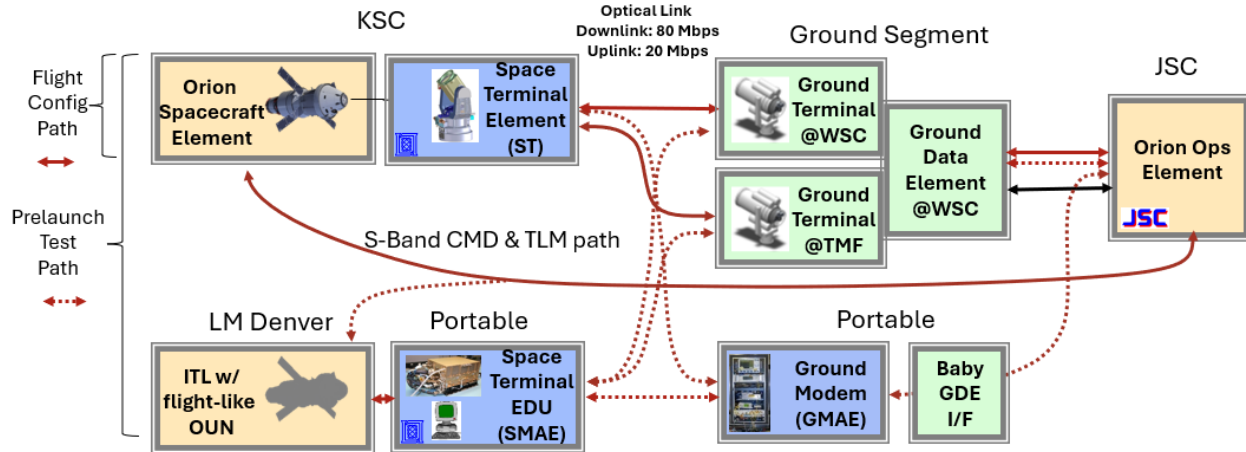 KSC
Optical Link
Downlink: 80 Mbps
Uplink: 20 Mbps
Ground Segment
JSC
Flight
Config
Path
Orion
Spacecraft
Element
Space
Terminal
Element
(ST)
Ground
Terminal
@WSC
Ground
Data
Element
@WSC
Orion Ops
Element
JSC
Ground
Terminal
@TMF
Prelaunch
Test
Path
S-Band CMD & TLM path
LM Denver
Portable
Portable
ITL w/
flight-like
OUN
Space
Terminal
EDU
(SMAE)
Ground
Modem
(GMAE)
Baby
GDE
I/F